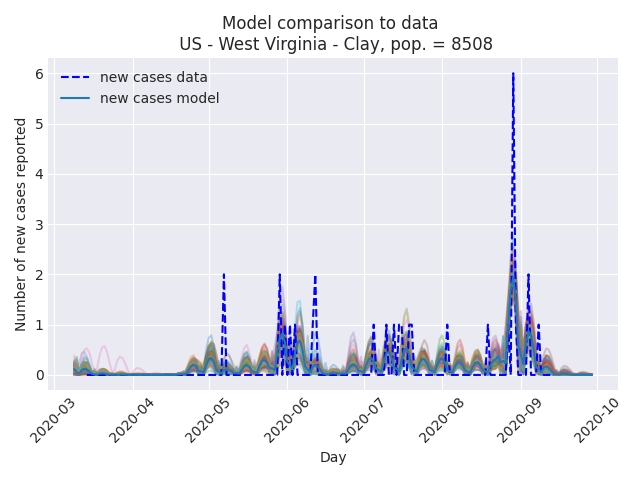 Model comparison to data
US - West Virginia - Clay, pop. = 8508
new cases data
new cases model
Number of new cases reported
6
5
4
3
2
1
0
2020-03
2020-04
2020-05
2020-06
2020-07
2020-08
2020-09
2020-10
Day